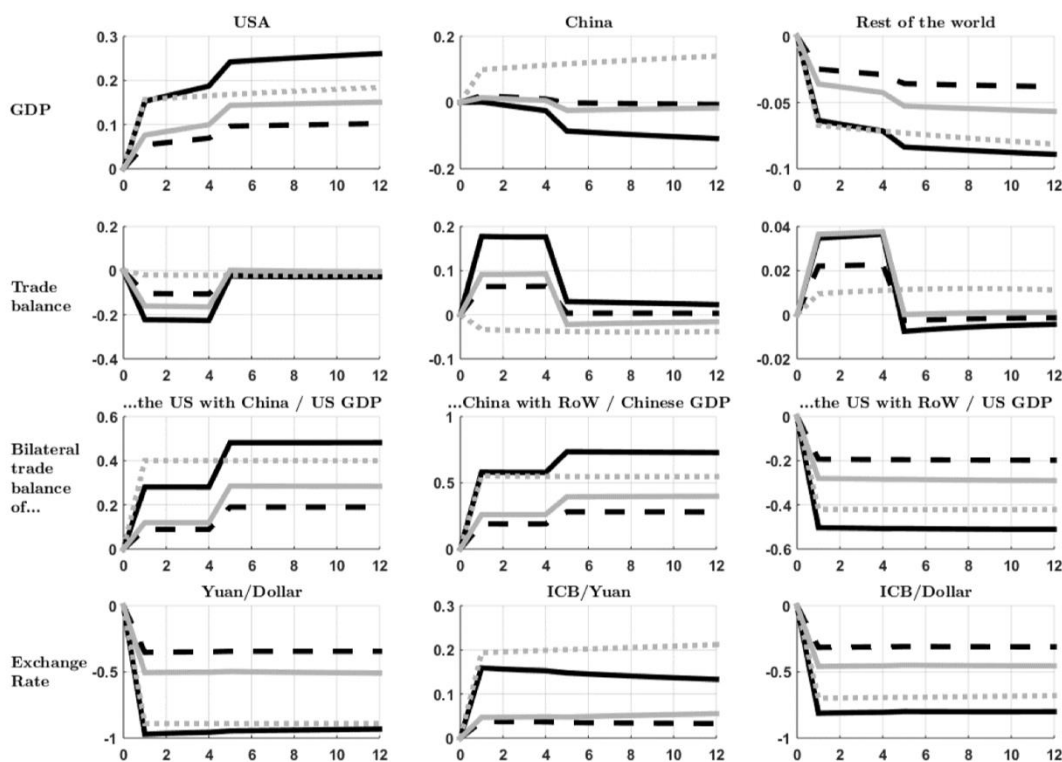 USA China Rest of the world
GDP
0.3 0.2 0.1 0
0.2 0 -0.2
0 -0.05 -0.1
0 2 4 6 8 10 12 0 2 4 6 8 10 12 0 2 4 6 8 10 12
Trade
balance
0.2 0 -0.2 -0.4
0.2 0.1 0 -0.1
0.04 0.02 0 -0.02
0 2 4 6 8 10 12 0 2 4 6 8 10 12 0 2 4 6 8 10 12
...the US with China / US GDP ...China with RoW / Chinese GDP ...the US with RoW / US GDP
Bilateral
trade
balance
of...
0.6 0.4 0.2 0
1 0.5 0
0 -0.2 -0.4 -0.6
0 2 4 6 8 10 12 0 2 4 6 8 10 12 0 2 4 6 8 10 12
Yuan/Dollar ICB/Yuan ICB/Dollar
Exchange
Rate
0 -0.5 -1
0.3 0.2 0.1 0
0 -0.5 -1
0 2 4 6 8 10 12 0 2 4 6 8 10 12 0 2 4 6 8 10 12